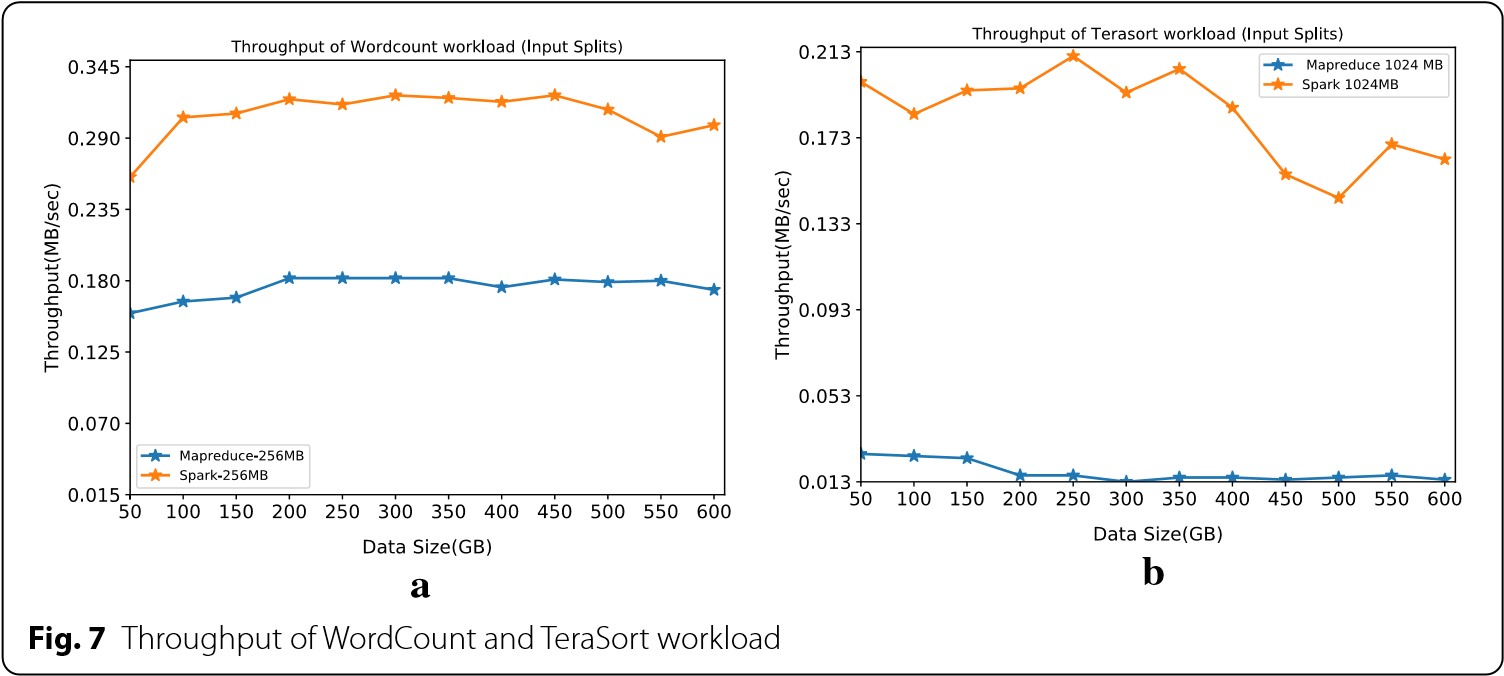 Throughput of Wordcount workload (Input Splits)
Throughput(MB/sec)
0.345
0.290
0.235
0.180
0.125
0.070
0.015
Mapreduce-256MB
Spark-256MB
50 100 150 200 250 300 350 400 450 500 550 600
Data Size(GB)
a
Throughput of Terasort workload (Input Splits)
Throughput(MB/sec)
0.213
0.173
0.133
0.093
0.053
0.013
Mapreduce 1024 MB
Spark 1024MB
50 100 150 200 250 300 350 400 450 500 550 600
Data Size(GB)
b
Fig. 7 Throughput of WordCount and TeraSort workload